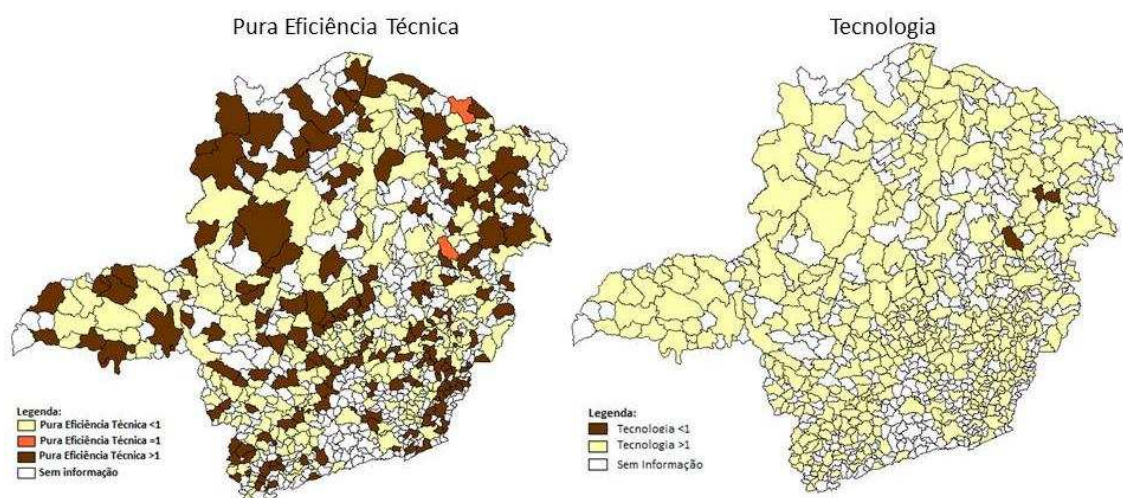 Pura Eficiência Técnica
Tecnologia
Legenda:
Pura Eficiência Técnica <1
Pura Eficiência Técnica =1
Pura Eficiência Técnica >1
Sem informação
Legenda:
Tecnologia <1
Tecnologia >1
Sem Informação